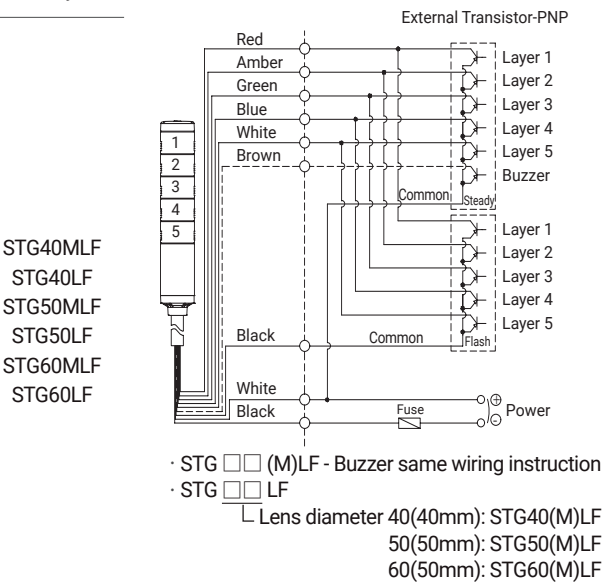 External Transistor-PNP
Red
Amber
Green
Blue
White
Brown
Layer 1
Layer 2
Layer 3
Layer 4
Layer 5
Buzzer
Common
Steady
1
2
3
4
5
STG40MLF
STG40LF
STG50MLF
STG50LF
STG60MLF
STG60LF
Layer 1
Layer 2
Layer 3
Layer 4
Layer 5
Black
Common
Flash
White
Black
Fuse
⊕
⊖
Power
· STG □□ (M)LF - Buzzer same wiring instruction
· STG □□ LF
Lens diameter 40(40mm): STG40(M)LF
50(50mm): STG50(M)LF
60(50mm): STG60(M)LF